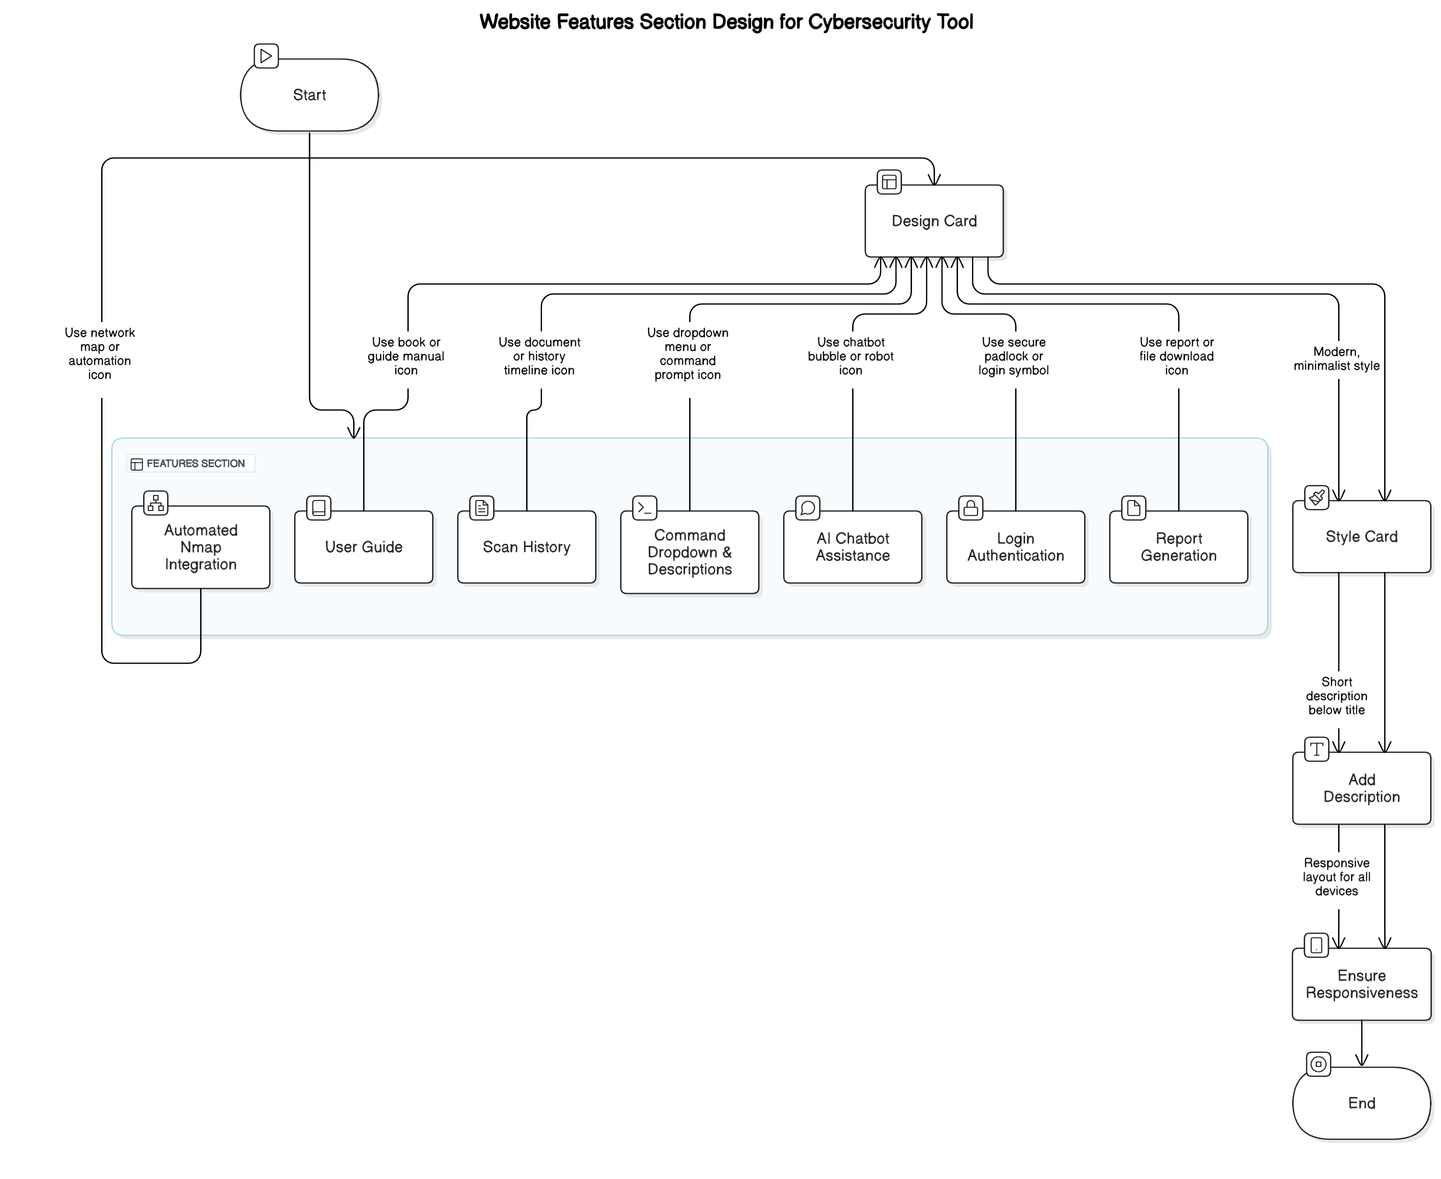 Website Features Section Design for Cybersecurity Tool
Start
Design Card
Use network
map or
automation
icon
Use book or
guide manual
icon
Use document
or history
timeline icon
Use dropdown
menu or
command
prompt icon
Use chatbot
bubble or robot
icon
Use secure
padlock or
login symbol
Use report or
file download
icon
Modern,
minimalist style
FEATURES SECTION
Automated
Nmap
Integration
User Guide
Scan History
Command
Dropdown &
Descriptions
AI Chatbot
Assistance
Login
Authentication
Report
Generation
Style Card
Short
description
below title
Add
Description
Responsive
layout for all
devices
Ensure
Responsiveness
End